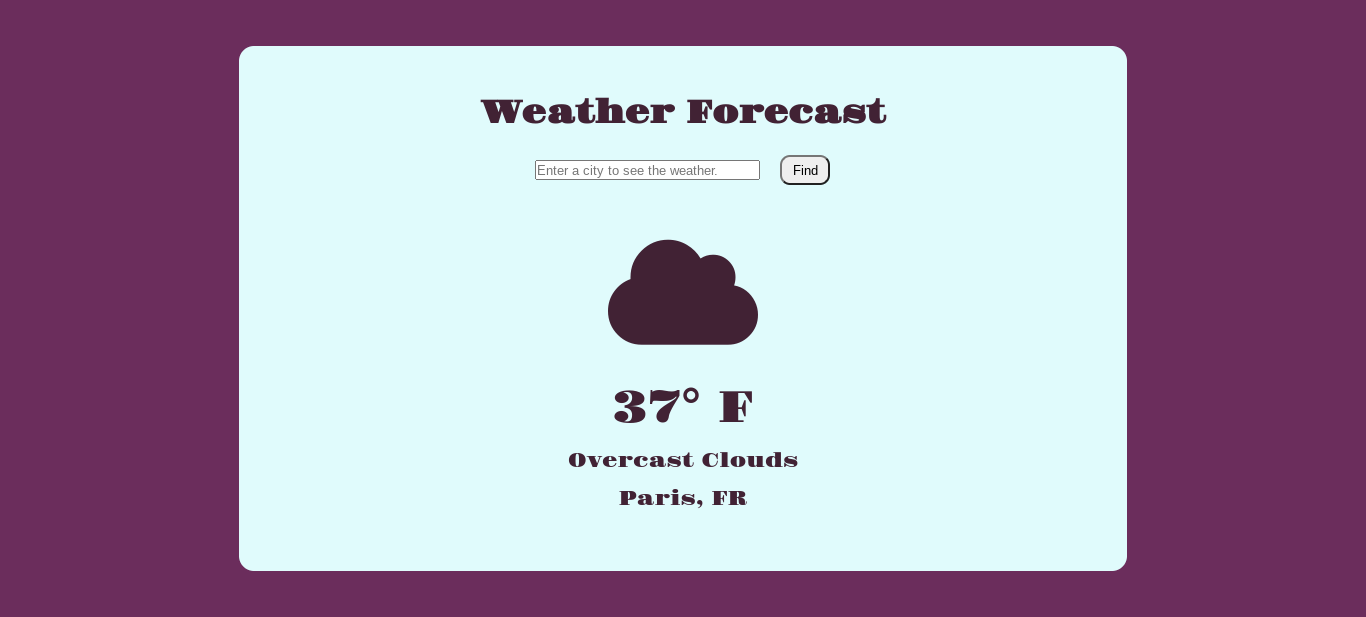 Weather Forecast
Enter a city to see the weather.
Find
37° F
Overcast Clouds
Paris, FR